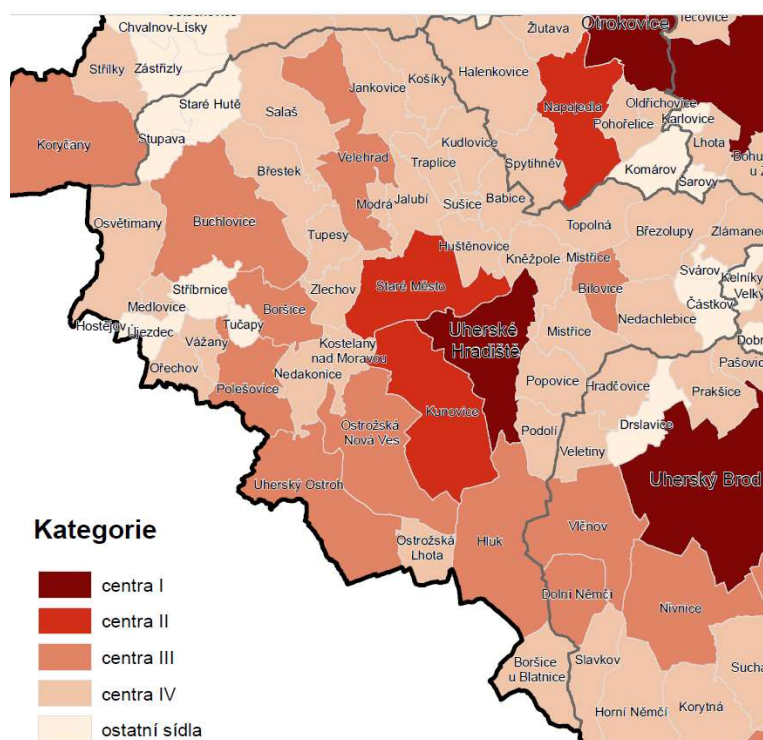 Otrokovice
Žlutava
Chvalnov-Lísky
Střílky
Zástřizly
Jankovice
Košíky
Halenkovice
Staré Hutě
Salaš
Napajedla
Oldřichovice
Karlovice
Pohořelice
Koryčany
Stupava
Velehrad
Traplice
Kudlovice
Spytihněv
Komárov
Lhota
Šarovy
Břestek
Modrá
Jalubí
Sušice
Babice
Osvětimany
Buchlovice
Tupesy
Huštěnovice
Topolná
Březolupy
Zlámanec
Kněžpole
Mistřice
Svárov
Kelníky
Velký
Stříbrnice
Zlechov
Staré Město
Bílovice
Částkov
Medlovice
Boršice
Hostějov
Újezdec
Tučapy
Uherské
Hradiště
Mistřice
Nedachlebice
Vážany
Kostelany
nad Moravou
Ořechov
Nedakonice
Polešovice
Popovice
Hradčovice
Prakšice
Kunovice
Ostrožská
Nová Ves
Podolí
Drslavice
Veletiny
Uherský Ostroh
Uherský Brod
Vlčnov
Ostrožská
Lhota
Hluk
Dolní Němčí
Nivnice
Boršice
u Blatnice
Slavkov
Horní Němčí
Korytná
Kategorie
centra I
centra II
centra III
centra IV
ostatní sídla